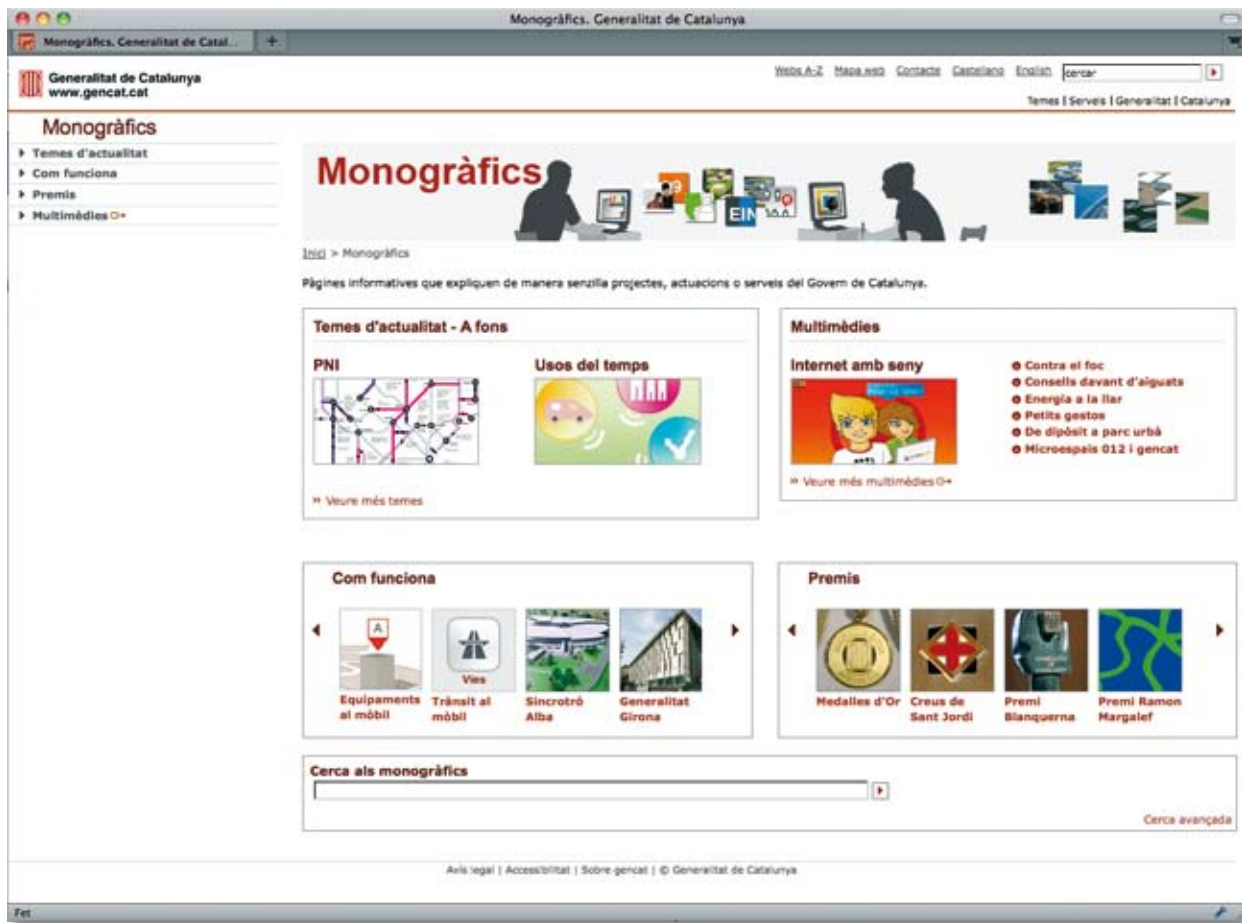 Monogràfics. Generalitat de Catalunya
Monogràfics. Generalitat de Catal...
Generalitat de Catalunya
www.gencat.cat
Webs A-Z Mapa web Contacte Castellano English cercar
Temes | Serveis | Generalitat | Catalunya
Monogràfics
Temes d'actualitat
Com funciona
Premis
Multimèdies
Monogràfics
EIN
Inici > Monogràfics
Pàgines informatives que expliquen de manera senzilla projectes, actuacions o serveis del Govern de Catalunya.
Temes d'actualitat - A fons
PNI
Usos del temps
» Veure més temes
Multimèdies
Internet amb seny
Contra el foc
Consells davant d'aiguats
Energia a la llar
Petits gestos
De dipòsit a parc urbà
Microespais 012 i gencat
» Veure més multimèdies
Com funciona
A
Vies
Equipaments al mòbil
Trànsit al mòbil
Sincrotró Alba
Generalitat Girona
Premis
Medalles d'Or
Creus de Sant Jordi
Premi Blanquerna
Premi Ramon Margalef
Cerca als monogràfics
Cerca avançada
Avís legal | Accessibilitat | Sobre gencat | © Generalitat de Catalunya
Fet